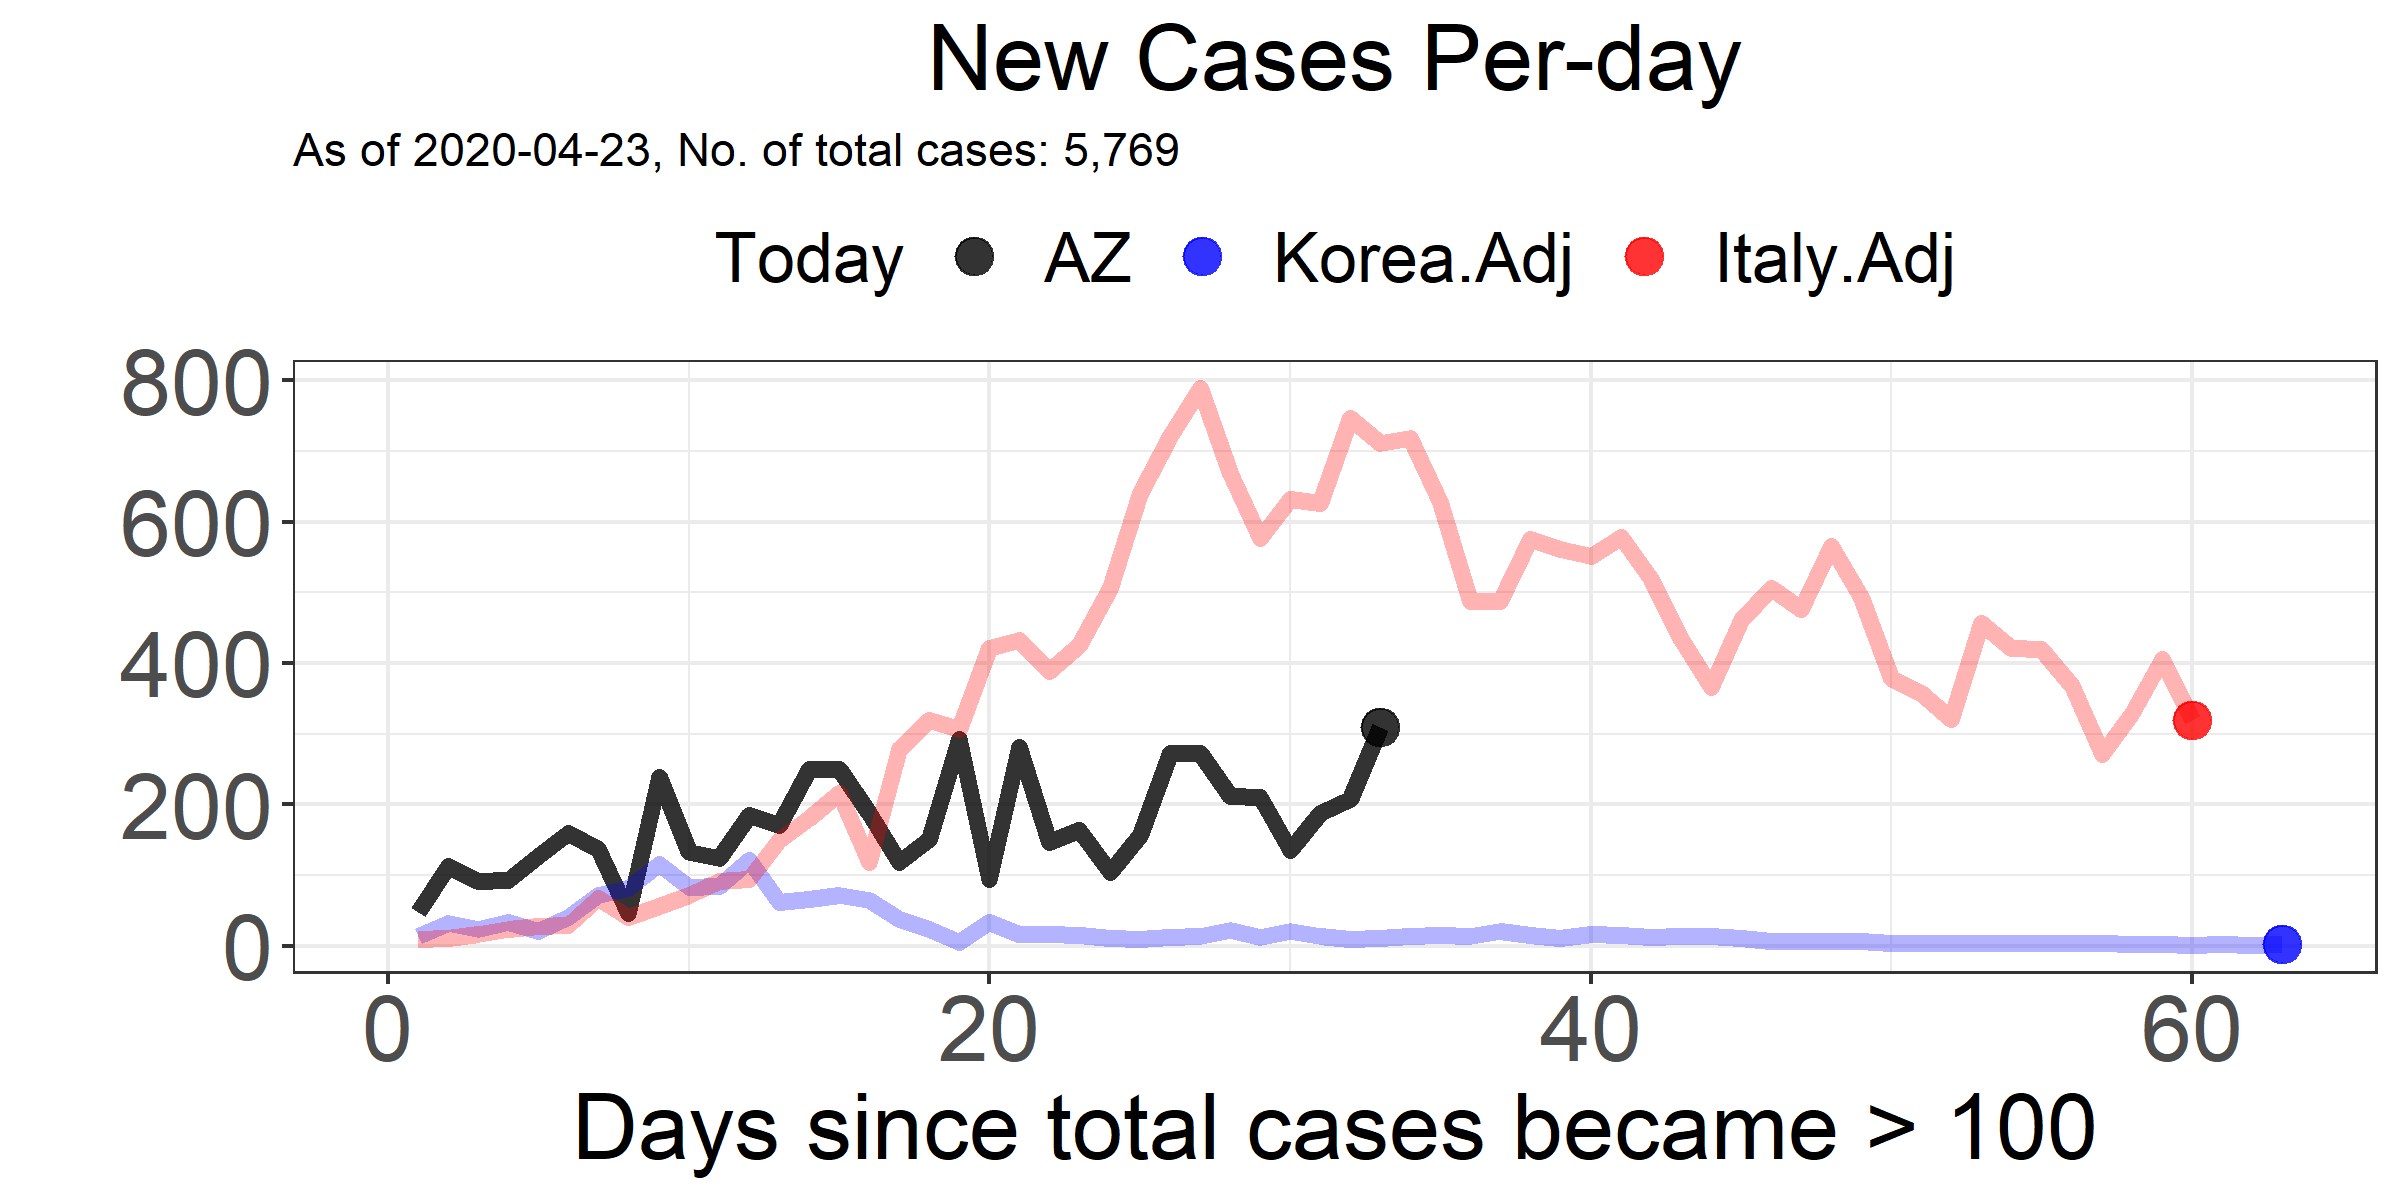 New Cases Per-day
As of 2020-04-23, No. of total cases: 5,769
Today AZ Korea.Adj Italy.Adj
800
600
400
200
0
0 20 40 60
Days since total cases became > 100